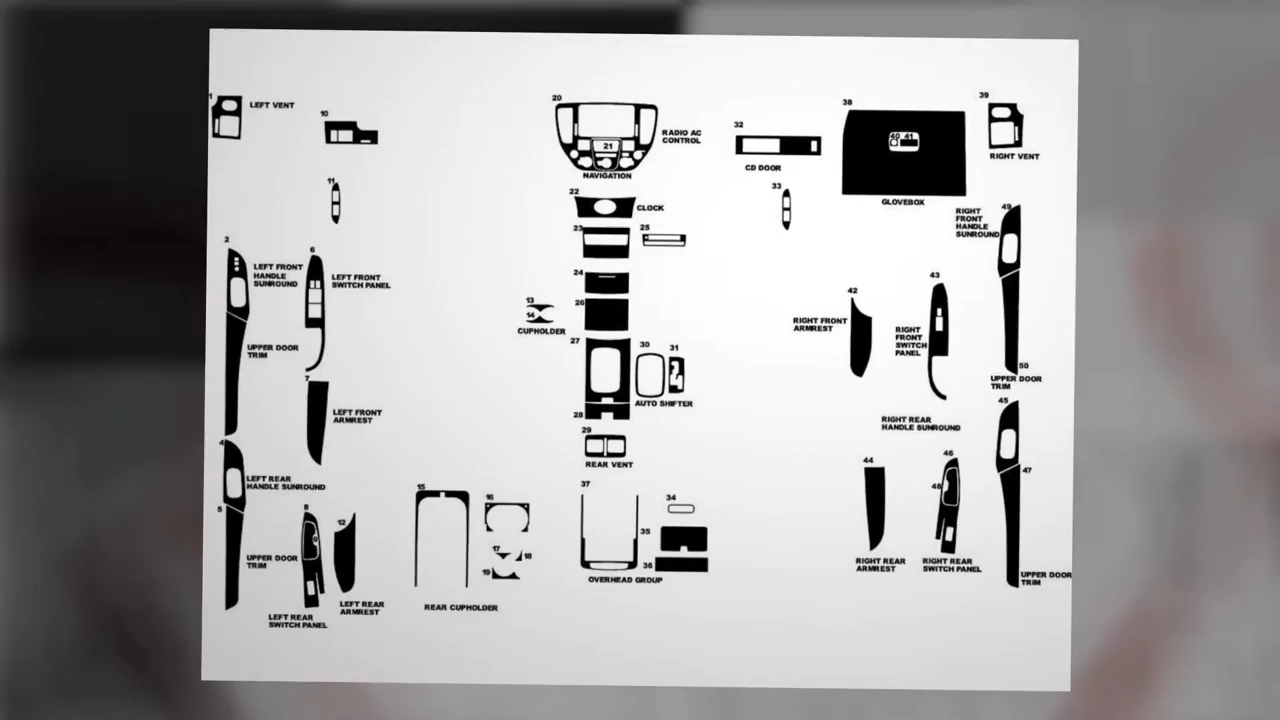 1
LEFT VENT
10
11
2
LEFT FRONT
HANDLE
SUNROUND
6
LEFT FRONT
SWITCH PANEL
UPPER DOOR
TRIM
7
LEFT FRONT
ARMREST
4
LEFT REAR
HANDLE SUNROUND
5
8
12
UPPER DOOR
TRIM
LEFT REAR
SWITCH PANEL
LEFT REAR
ARMREST
13
14
CUPHOLDER
15
16
17
18
19
REAR CUPHOLDER
20
RADIO AC
CONTROL
21
NAVIGATION
22
CLOCK
23
25
24
26
27
30
31
28
AUTO SHIFTER
29
REAR VENT
37
34
35
36
OVERHEAD GROUP
32
CD DOOR
33
38
40
41
GLOVEBOX
39
RIGHT VENT
RIGHT
FRONT
HANDLE
SUNROUND
49
42
RIGHT FRONT
ARMREST
43
RIGHT
FRONT
SWITCH
PANEL
50
UPPER DOOR
TRIM
RIGHT REAR
HANDLE SUNROUND
45
44
46
48
47
RIGHT REAR
ARMREST
RIGHT REAR
SWITCH PANEL
UPPER DOOR
TRIM